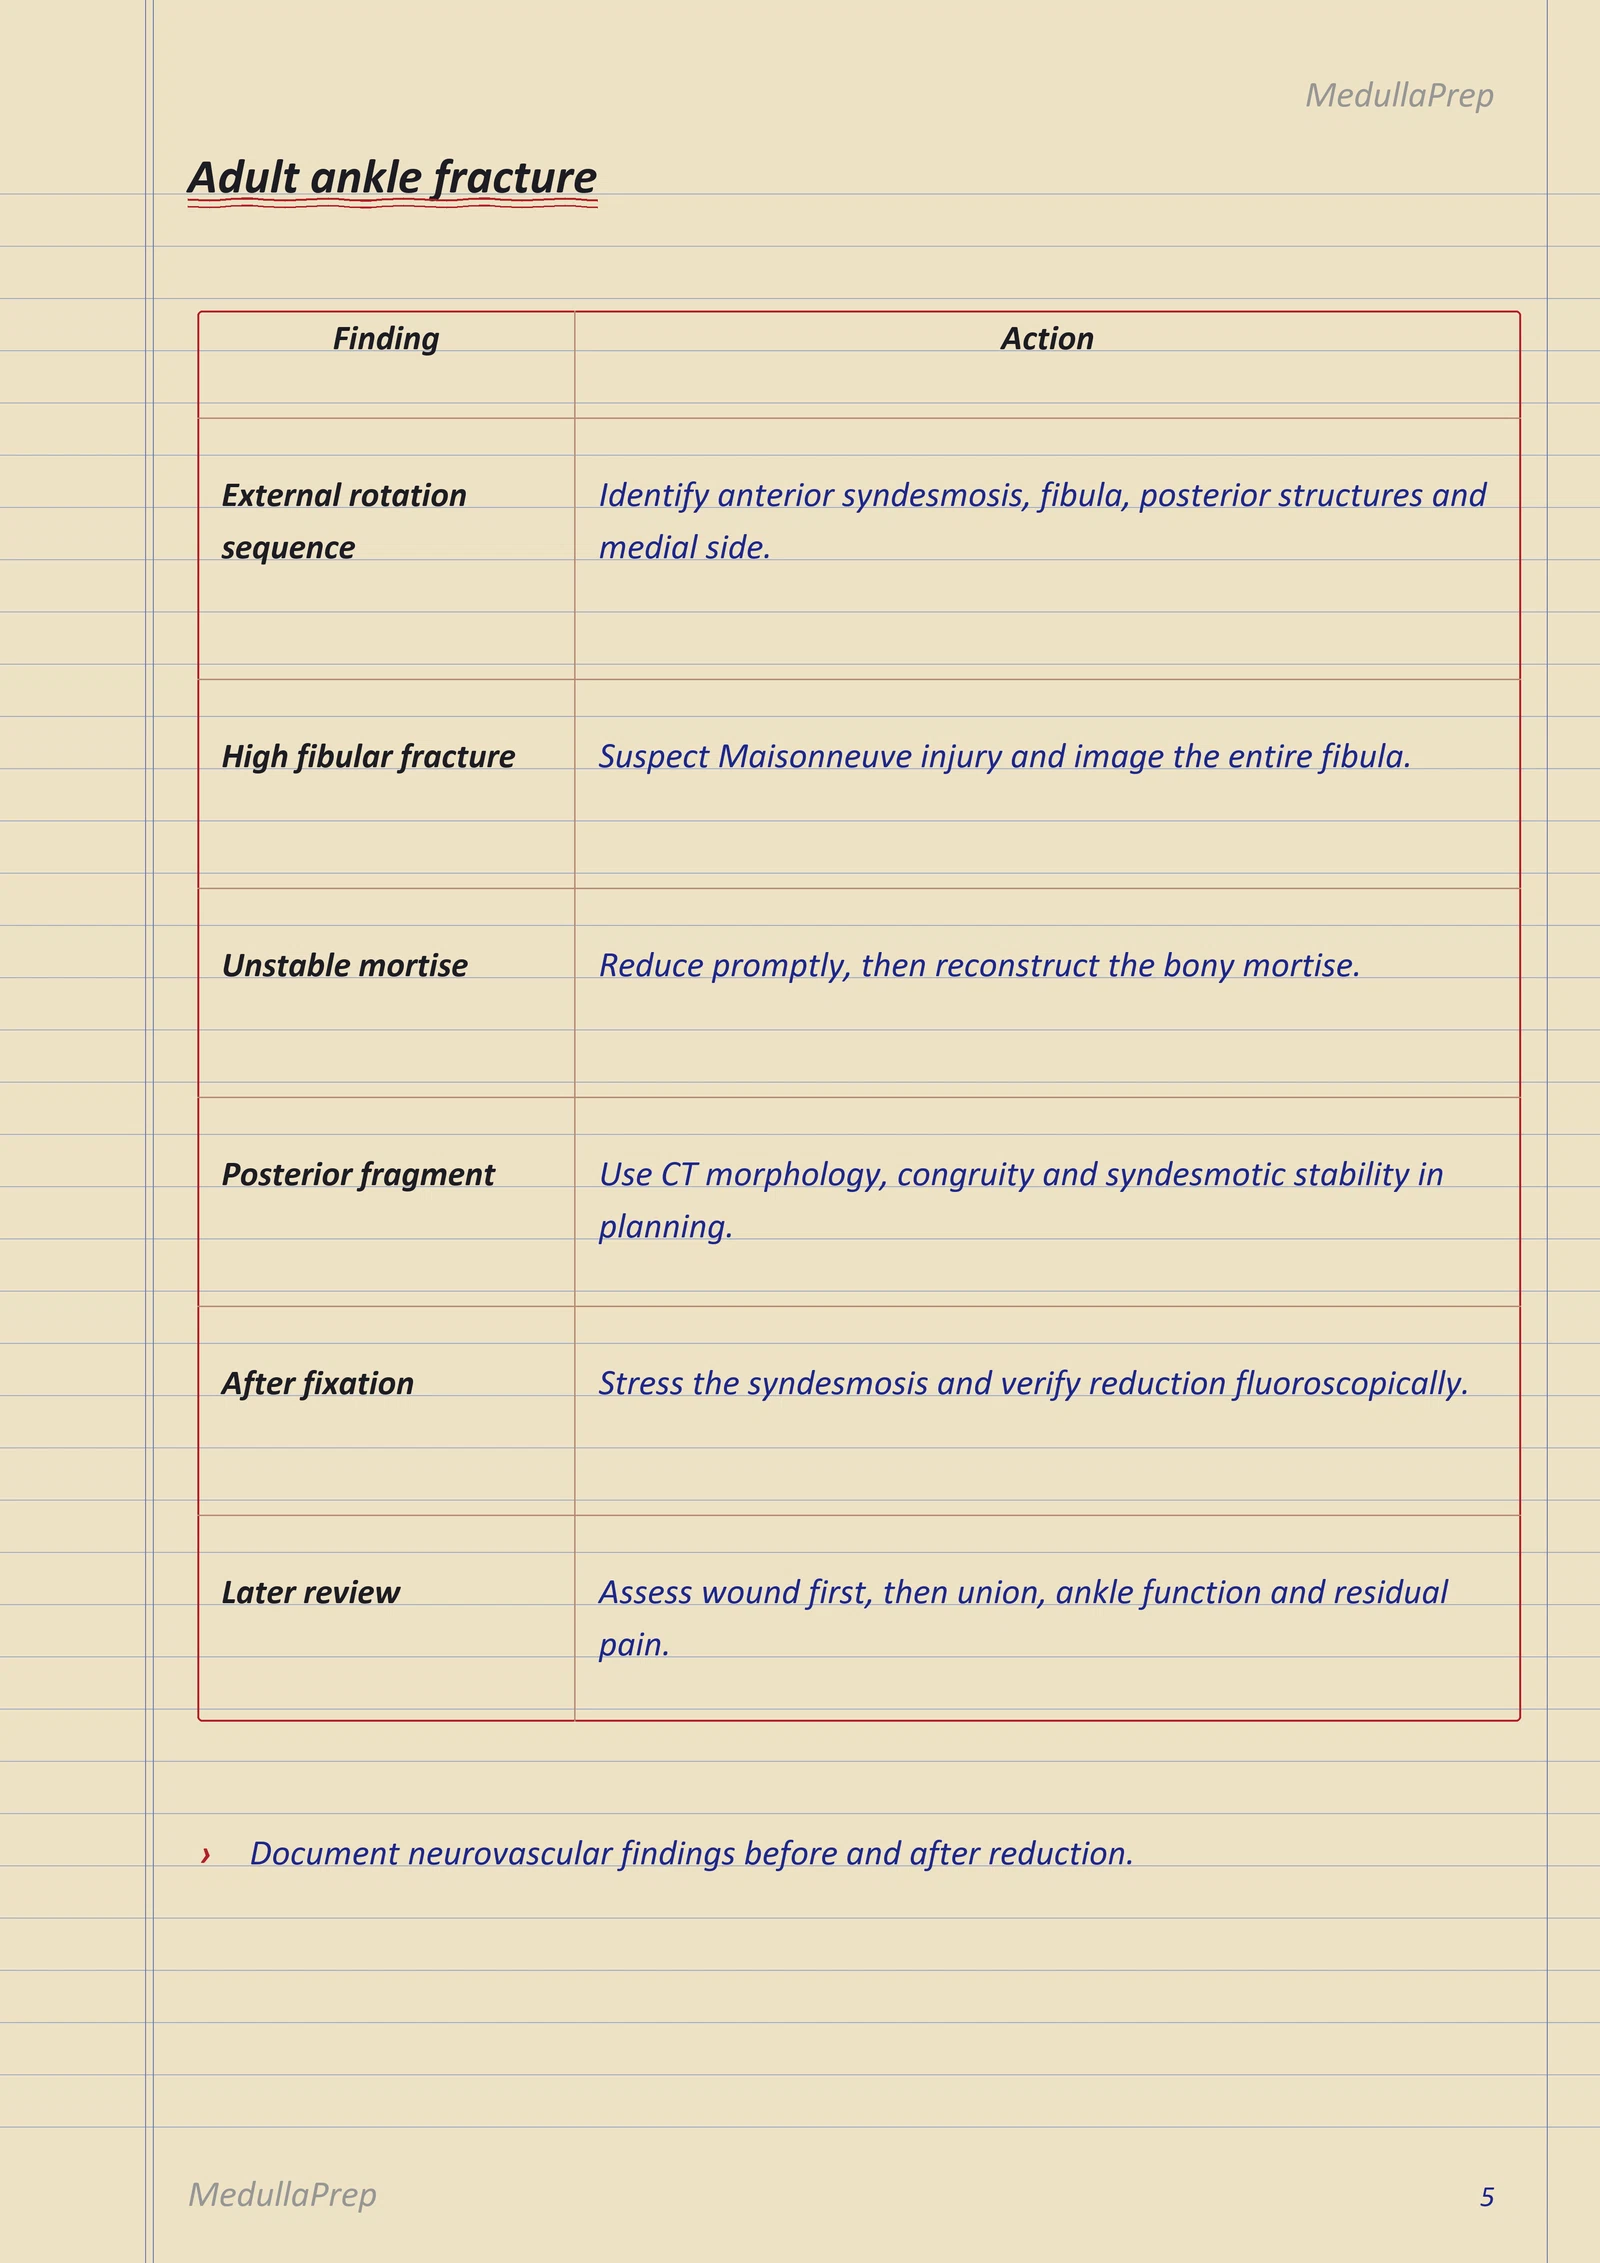 MedullaPrep
Adult ankle fracture
Finding Action
External rotation Identify anterior syndesmosis, fibula, posterior structures and
sequence medial side.
High fibular fracture Suspect Maisonneuve injury and image the entire fibula.
Unstable mortise Reduce promptly, then reconstruct the bony mortise.
Posterior fragment Use CT morphology, congruity and syndesmotic stability in
planning.
After fixation Stress the syndesmosis and verify reduction fluoroscopically.
Later review Assess wound first, then union, ankle function and residual
pain.
› Document neurovascular findings before and after reduction.
MedullaPrep 5